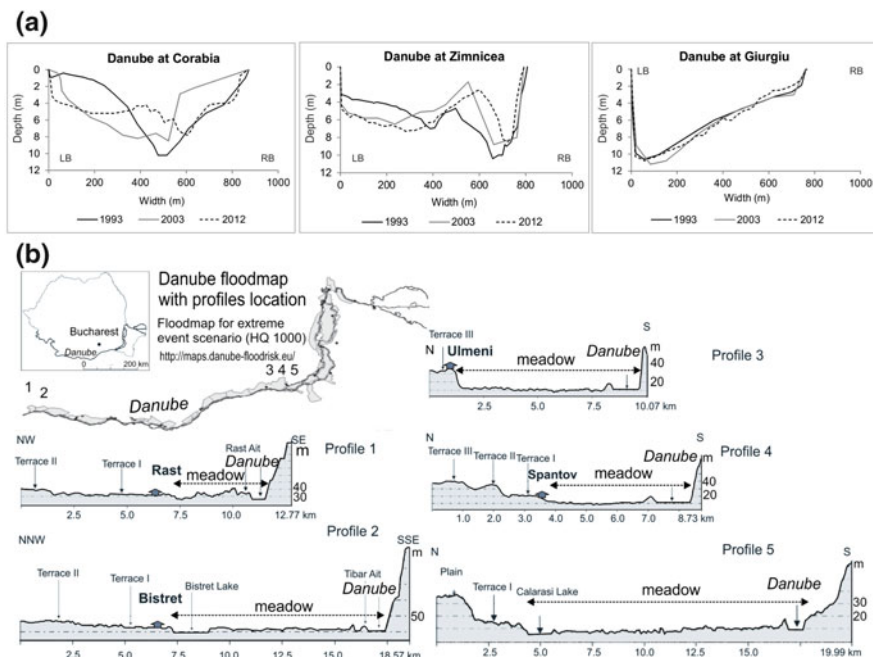 (a)
Danube at Corabia
0
2
4
6
8
10
12
Depth (m)
LB
RB
0 200 400 600 800 1000
Width (m)
1993 2003 2012
Danube at Zimnicea
0
2
4
6
8
10
12
Depth (m)
LB
RB
0 200 400 600 800 1000
Width (m)
1993 2003 2012
Danube at Giurgiu
0
2
4
6
8
10
12
Depth (m)
LB
RB
0 200 400 600 800 1000
Width (m)
1993 2003 2012
(b)
Bucharest
Danube
0 200 km
Danube floodmap
with profiles location
Floodmap for extreme
event scenario (HQ 1000)
http://maps.danube-floodrisk.eu/
1 2
3 4 5
Danube
Profile 3
N
S
Terrace III
Ulmeni
meadow
Danube
m
40
20
2.5 5.0 7.5 10.07 km
Profile 1
NW
SE
Terrace II
Terrace I
Rast
meadow
Rast Ait
Danube
m
40
30
2.5 5.0 7.5 10.0 12.77 km
Profile 4
N
S
Terrace III
Terrace II
Terrace I
Spantov
meadow
Danube
m
40
20
1.0 2.0 3.0 4.0 5.0 6.0 7.0 8.73 km
Profile 2
NNW
SSE
Terrace II
Terrace I
Bistret
Bistret Lake
meadow
Tibar Ait
Danube
m
50
2.5 5.0 7.5 10.0 12.5 15.0 18.57 km
Profile 5
N
S
Plain
Terrace I
Calarasi Lake
meadow
Danube
m
30
20
2.5 5.0 7.5 10.0 12.5 15.0 19.99 km